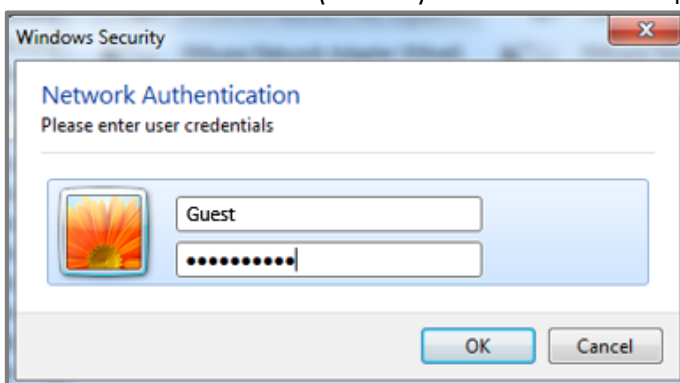 Windows Security
Network Authentication
Please enter user credentials
Guest
••••••••••
OK Cancel